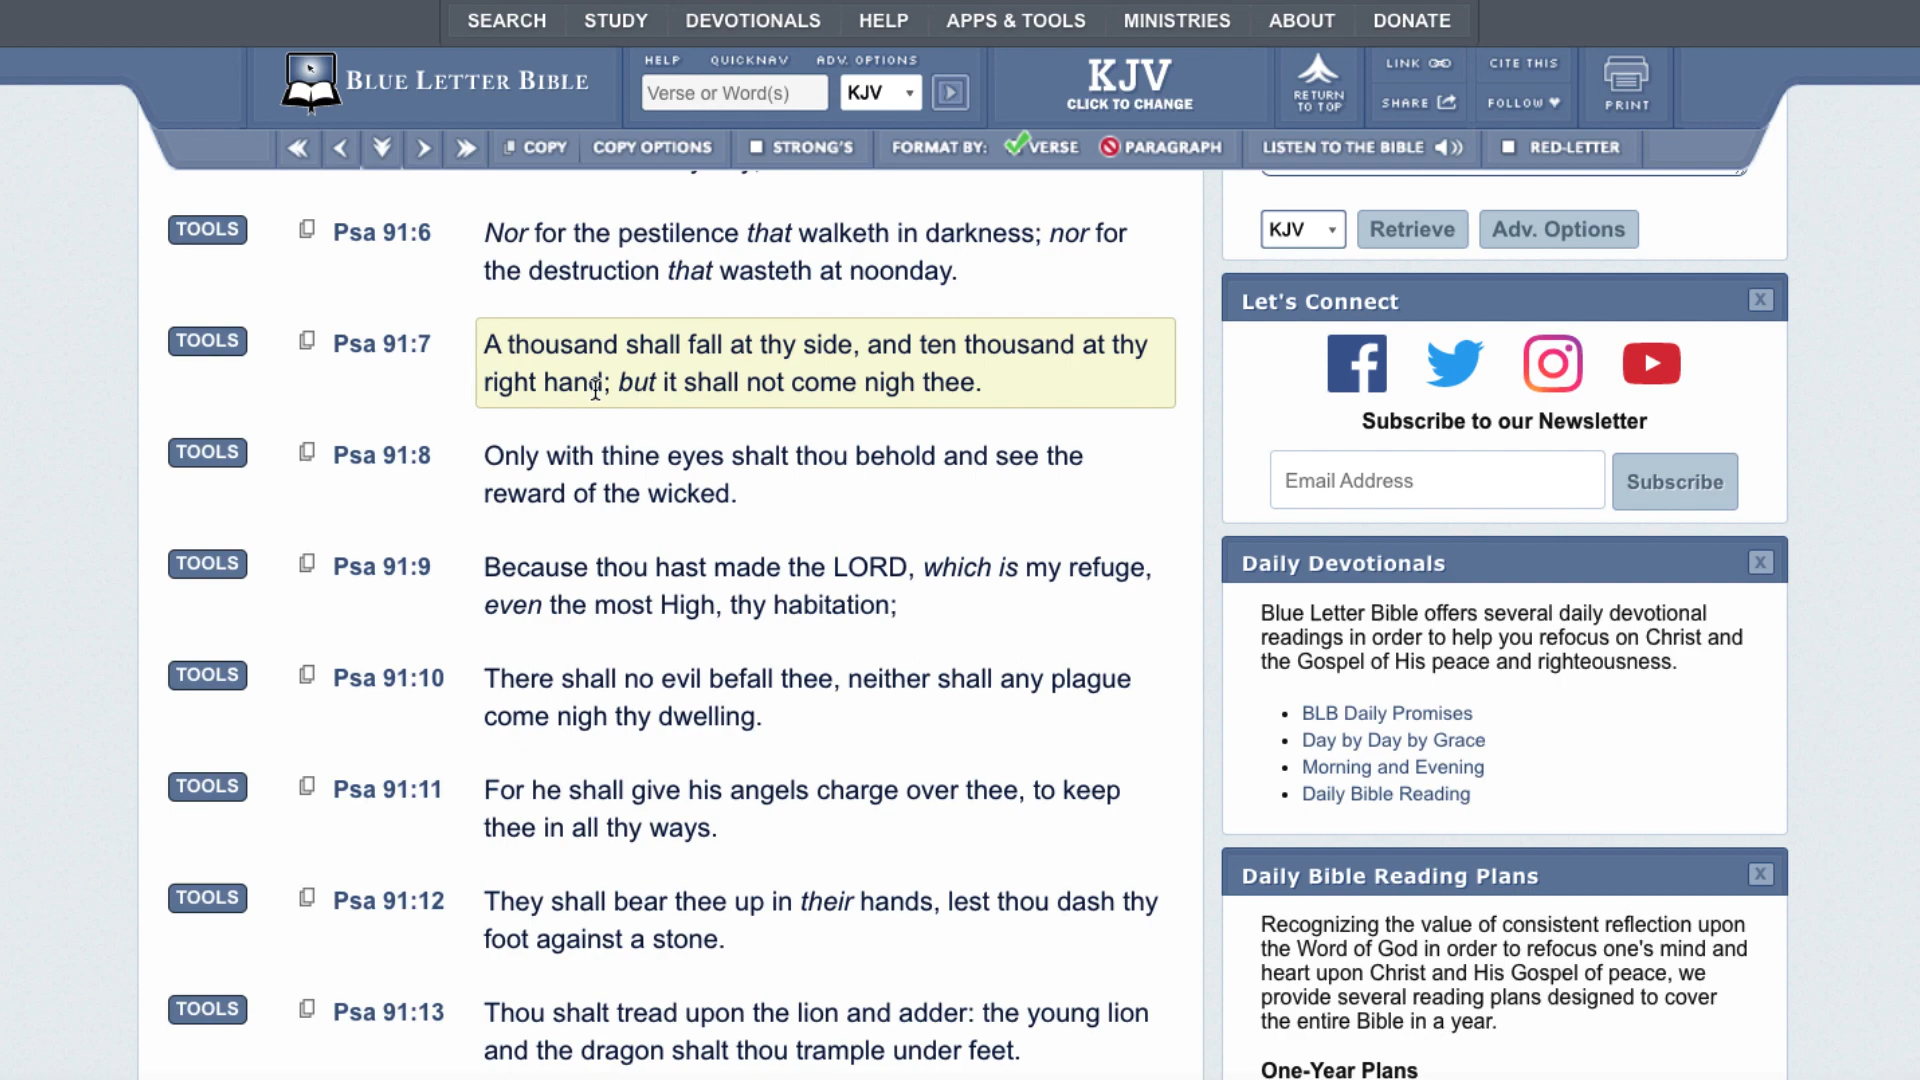 SEARCH STUDY DEVOTIONALS HELP APPS & TOOLS MINISTRIES ABOUT DONATE
BLUE LETTER BIBLE
HELP QUICKNAV ADV. OPTIONS
Verse or Word(s) KJV
KJV
CLICK TO CHANGE
RETURN
TO TOP
LINK
SHARE
CITE THIS
FOLLOW
PRINT
COPY COPY OPTIONS STRONG'S FORMAT BY: VERSE PARAGRAPH LISTEN TO THE BIBLE RED-LETTER
TOOLS Psa 91:6 Nor for the pestilence that walketh in darkness; nor for
the destruction that wasteth at noonday.
TOOLS Psa 91:7 A thousand shall fall at thy side, and ten thousand at thy
right hand; but it shall not come nigh thee.
TOOLS Psa 91:8 Only with thine eyes shalt thou behold and see the
reward of the wicked.
TOOLS Psa 91:9 Because thou hast made the LORD, which is my refuge,
even the most High, thy habitation;
TOOLS Psa 91:10 There shall no evil befall thee, neither shall any plague
come nigh thy dwelling.
TOOLS Psa 91:11 For he shall give his angels charge over thee, to keep
thee in all thy ways.
TOOLS Psa 91:12 They shall bear thee up in their hands, lest thou dash thy
foot against a stone.
TOOLS Psa 91:13 Thou shalt tread upon the lion and adder: the young lion
and the dragon shalt thou trample under feet.
KJV Retrieve Adv. Options
Let's Connect X
Subscribe to our Newsletter
Email Address Subscribe
Daily Devotionals X
Blue Letter Bible offers several daily devotional
readings in order to help you refocus on Christ and
the Gospel of His peace and righteousness.
• BLB Daily Promises
• Day by Day by Grace
• Morning and Evening
• Daily Bible Reading
Daily Bible Reading Plans X
Recognizing the value of consistent reflection upon
the Word of God in order to refocus one's mind and
heart upon Christ and His Gospel of peace, we
provide several reading plans designed to cover
the entire Bible in a year.
One-Year Plans